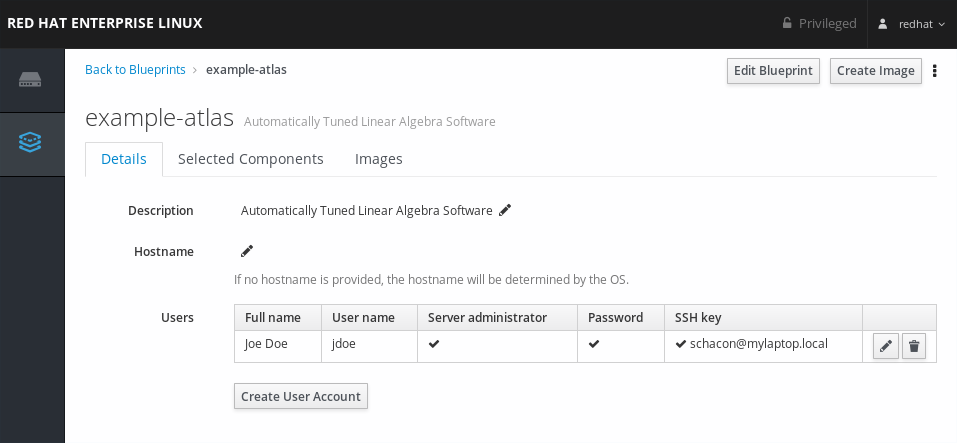 RED HAT ENTERPRISE LINUX
Privileged
redhat
Back to Blueprints › example-atlas
Edit Blueprint
Create Image
example-atlas Automatically Tuned Linear Algebra Software
Details Selected Components Images
Description Automatically Tuned Linear Algebra Software
Hostname
If no hostname is provided, the hostname will be determined by the OS.
Users Full name User name Server administrator Password SSH key
Joe Doe jdoe ✔ ✔ ✔ schacon@mylaptop.local
Create User Account